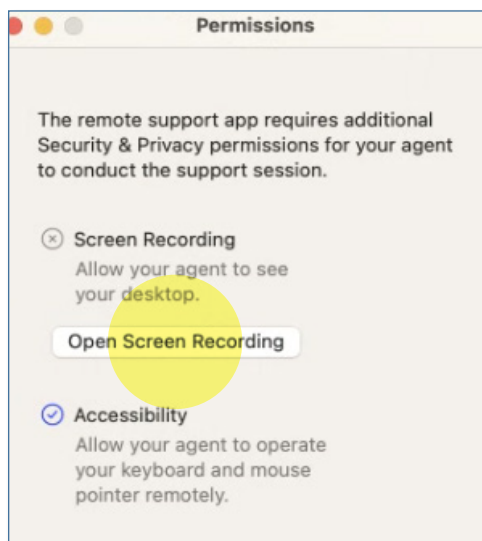 Permissions
The remote support app requires additional
Security & Privacy permissions for your agent
to conduct the support session.
Screen Recording
Allow your agent to see
your desktop.
Open Screen Recording
Accessibility
Allow your agent to operate
your keyboard and mouse
pointer remotely.